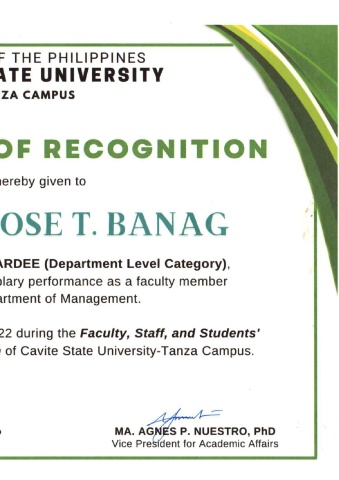 F THE PHILIPPINES
ATE UNIVERSITY
ZA CAMPUS
OF RECOGNITION
hereby given to
OSE T. BANAG
ARDEE (Department Level Category),
plary performance as a faculty member
artment of Management.
22 during the Faculty, Staff, and Students'
of Cavite State University-Tanza Campus.
MA. AGNES P. NUESTRO, PhD
Vice President for Academic Affairs